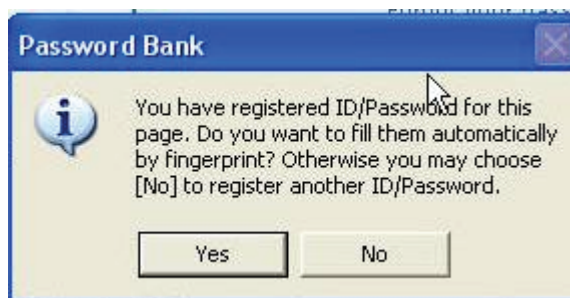 Password Bank
You have registered ID/Password for this
page. Do you want to fill them automatically
by fingerprint? Otherwise you may choose
[No] to register another ID/Password.
Yes
No